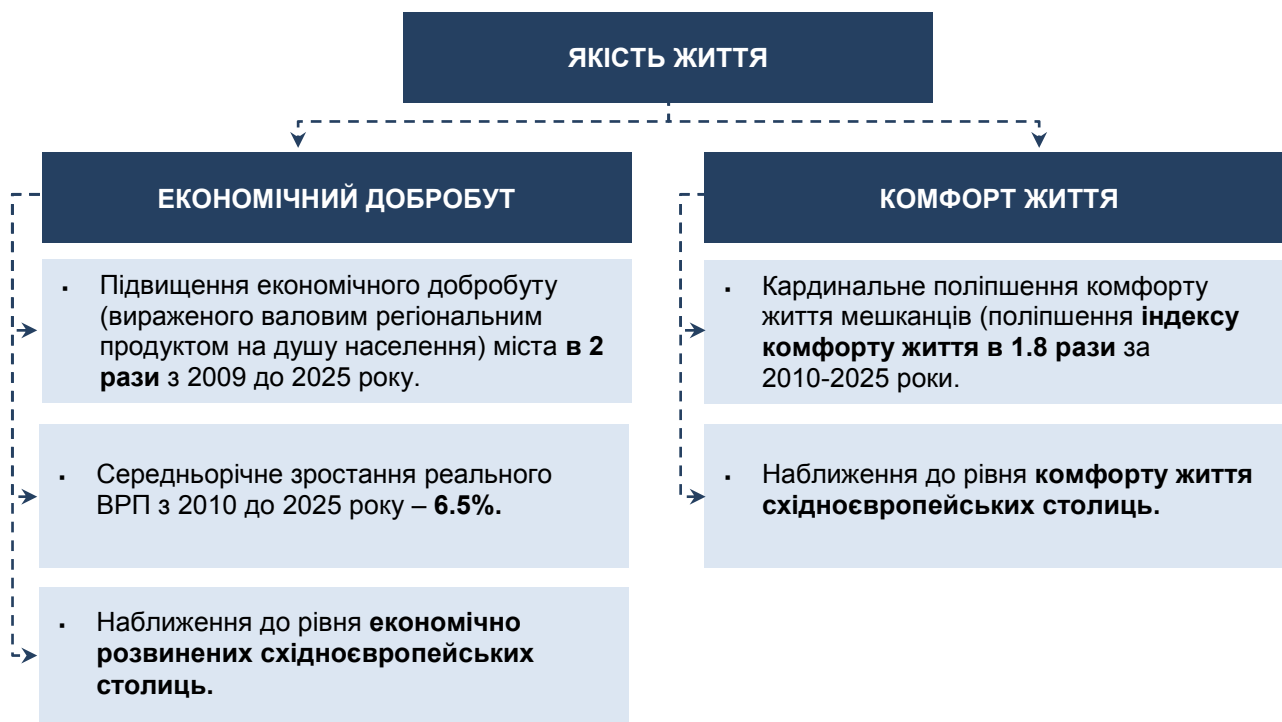 ЯКІСТЬ ЖИТТЯ
ЕКОНОМІЧНИЙ ДОБРОБУТ
▪ Підвищення економічного добробуту
(вираженого валовим регіональним
продуктом на душу населення) міста в 2
рази з 2009 до 2025 року.
▪ Середньорічне зростання реального
ВРП з 2010 до 2025 року – 6.5%.
▪ Наближення до рівня економічно
розвинених східноєвропейських
столиць.
КОМФОРТ ЖИТТЯ
▪ Кардинальне поліпшення комфорту
життя мешканців (поліпшення індексу
комфорту життя в 1.8 рази за
2010-2025 роки.
▪ Наближення до рівня комфорту життя
східноєвропейських столиць.